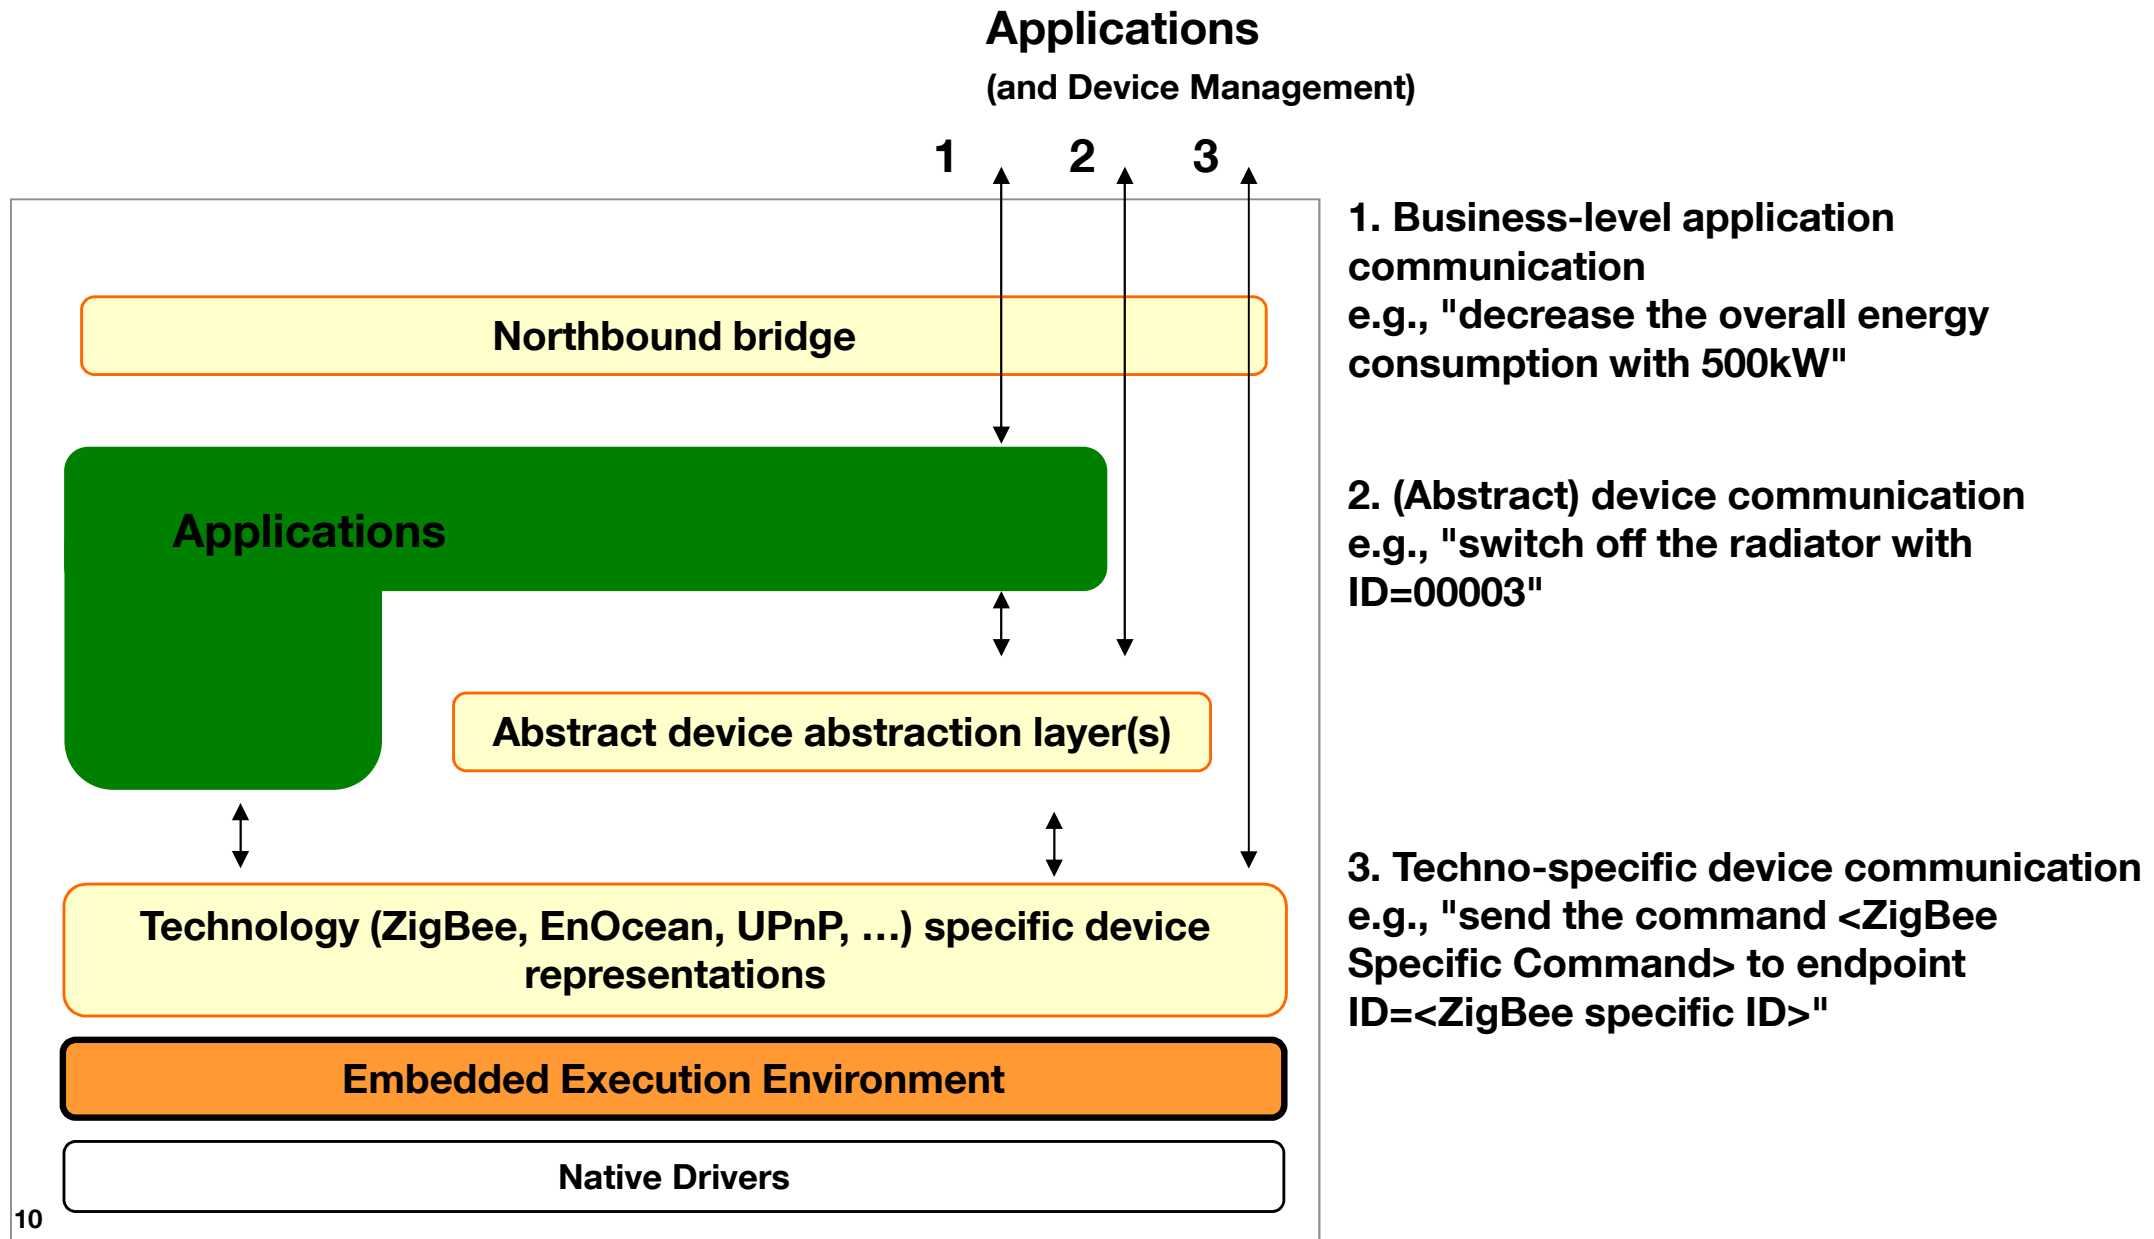 Applications
(and Device Management)
1 2 3
Northbound bridge
Applications
Abstract device abstraction layer(s)
Technology (ZigBee, EnOcean, UPnP, …) specific device
representations
Embedded Execution Environment
Native Drivers
10
1. Business-level application
communication
e.g., "decrease the overall energy
consumption with 500kW"
2. (Abstract) device communication
e.g., "switch off the radiator with
ID=00003"
3. Techno-specific device communication
e.g., "send the command <ZigBee
Specific Command> to endpoint
ID=<ZigBee specific ID>"